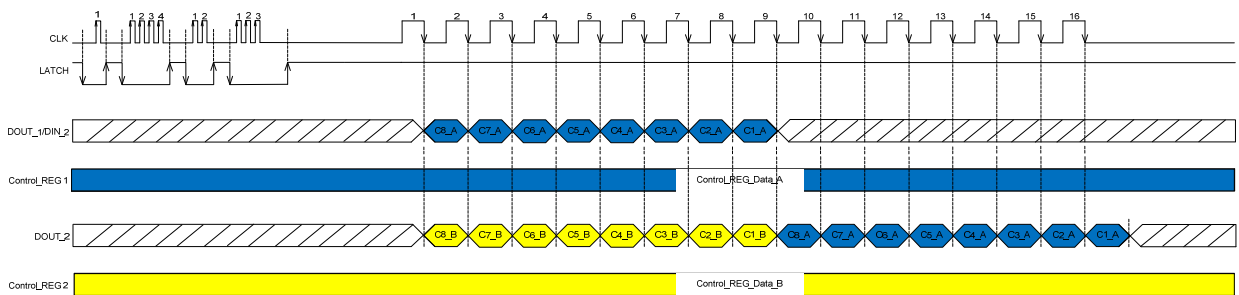 1 1 2 3 4 1 2 1 2 3 1 2 3 4 5 6 7 8 9 10 11 12 13 14 15 16
CLK
LATCH
DOUT_1/DIN_2 C8_A C7_A C6_A C5_A C4_A C3_A C2_A C1_A
Control_REG 1 Control_REG_Data_A
DOUT_2 C8_B C7_B C6_B C5_B C4_B C3_B C2_B C1_B C8_A C7_A C6_A C5_A C4_A C3_A C2_A C1_A
Control_REG 2 Control_REG_Data_B